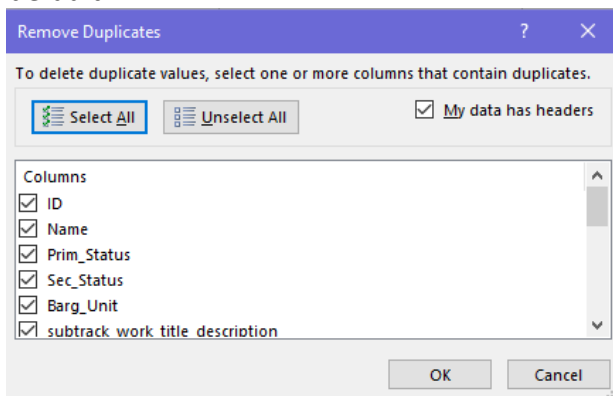 Remove Duplicates ? ×
To delete duplicate values, select one or more columns that contain duplicates.
Select All Unselect All My data has headers
Columns
ID
Name
Prim_Status
Sec_Status
Barg_Unit
subtrack_work_title_description
OK Cancel